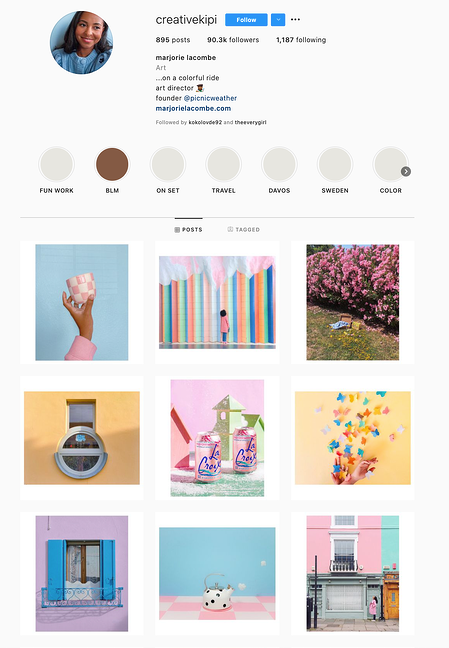 creativekipi Follow
895 posts 90.3k followers 1,187 following
marjorie lacombe
Art
...on a colorful ride
art director
founder @picnicweather
marjorielacombe.com
Followed by kokolovde92 and theeverygirl
FUN WORK BLM ON SET TRAVEL DAVOS SWEDEN COLOR
POSTS TAGGED
La Croix La Croix